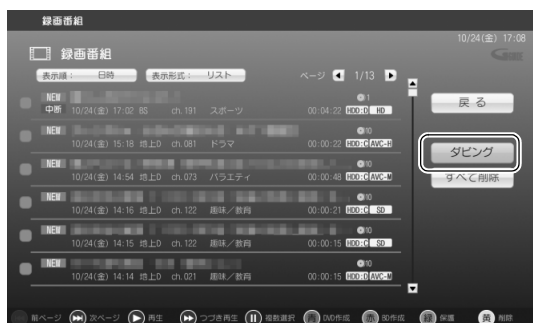 録画番組
10/24(金) 17:08
録画番組
表示順： 日時 表示形式： リスト ページ 1/13
NEW 1
中断 10/24(金) 17:02 BS ch.191 スポーツ 00:04:22 HDD:D HD
戻る
NEW 10
10/24(金) 15:18 地上D ch.081 ドラマ 00:00:22 HDD:C AVC-H
ダビング
NEW 10
10/24(金) 14:54 地上D ch.073 バラエティ 00:00:48 HDD:C AVC-M
すべて削除
NEW 10
10/24(金) 14:16 地上D ch.122 趣味／教育 00:00:21 HDD:C SD
NEW 10
10/24(金) 14:15 地上D ch.122 趣味／教育 00:00:15 HDD:C SD
NEW 10
10/24(金) 14:14 地上D ch.021 趣味／教育 00:00:15 HDD:C AVC-M
前ページ 次ページ 再生 つづき再生 複数選択 青 DVD作成 赤 BD作成 緑 保護 黄 削除